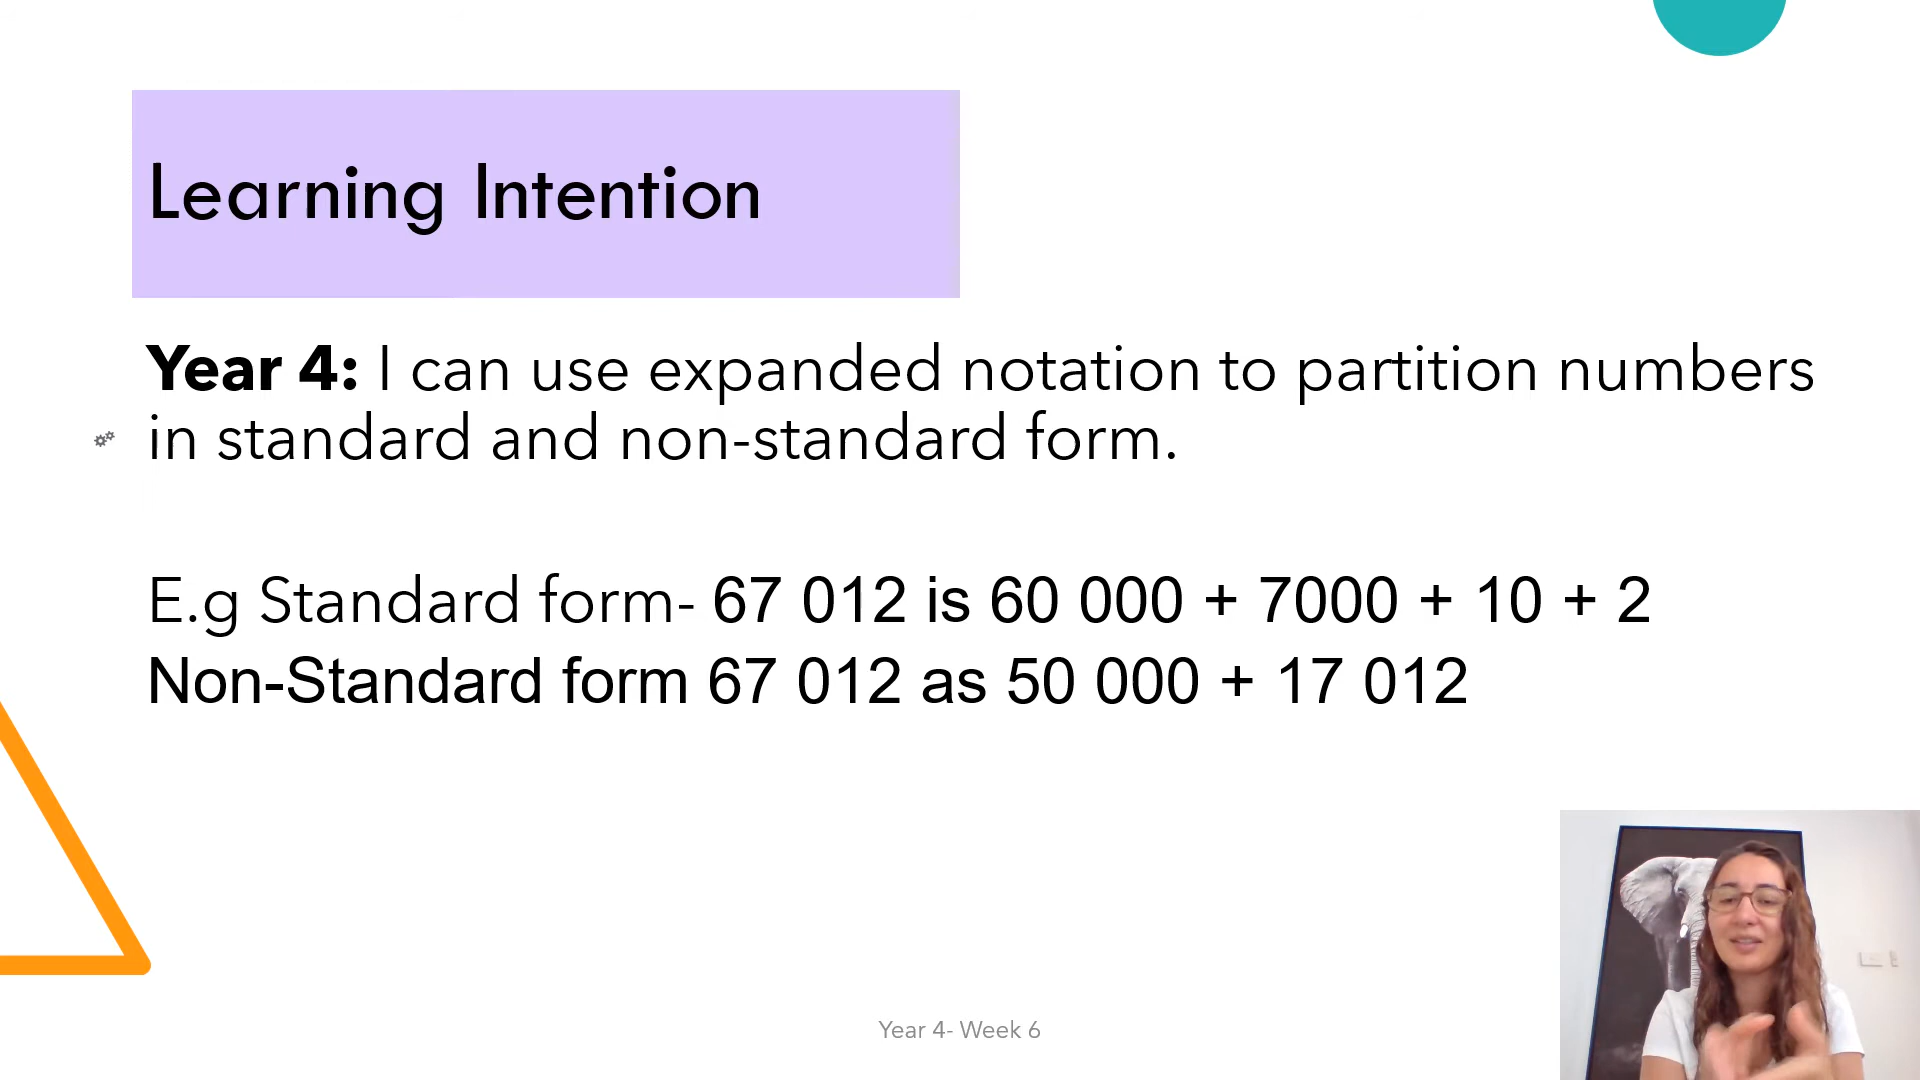 Learning Intention
Year 4: I can use expanded notation to partition numbers
in standard and non-standard form.
E.g Standard form- 67 012 is 60 000 + 7000 + 10 + 2
Non-Standard form 67 012 as 50 000 + 17 012
Year 4- Week 6